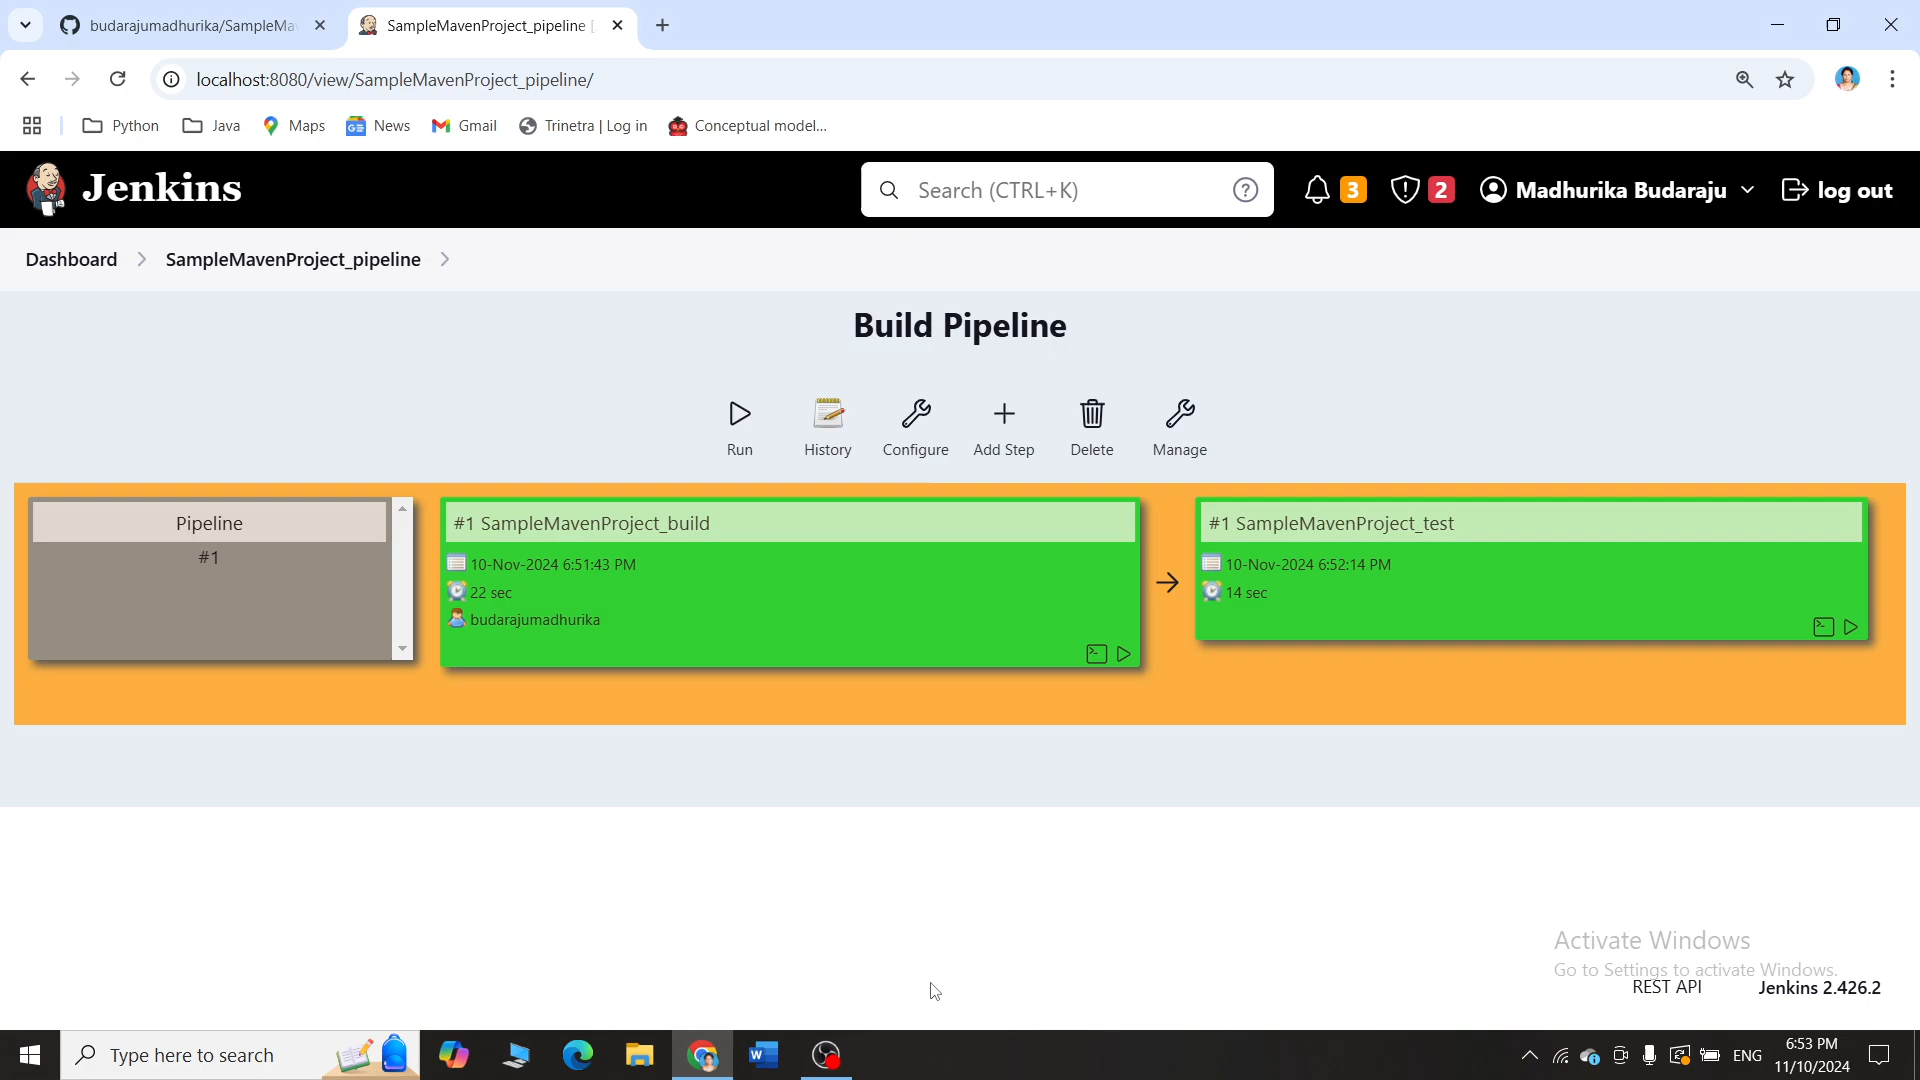 budarajumadhurika/SampleMa
SampleMavenProject_pipeline [
localhost:8080/view/SampleMavenProject_pipeline/
Python
Java
Maps
News
Gmail
Trinetra | Log in
Conceptual model...
Jenkins
Search (CTRL+K)
3
2
Madhurika Budaraju
log out
Dashboard
SampleMavenProject_pipeline
Build Pipeline
Run
History
Configure
Add Step
Delete
Manage
Pipeline
#1
#1 SampleMavenProject_build
10-Nov-2024 6:51:43 PM
22 sec
budarajumadhurika
#1 SampleMavenProject_test
10-Nov-2024 6:52:14 PM
14 sec
Activate Windows
Go to Settings to activate Windows.
REST API
Jenkins 2.426.2
Type here to search
ENG
6:53 PM
11/10/2024